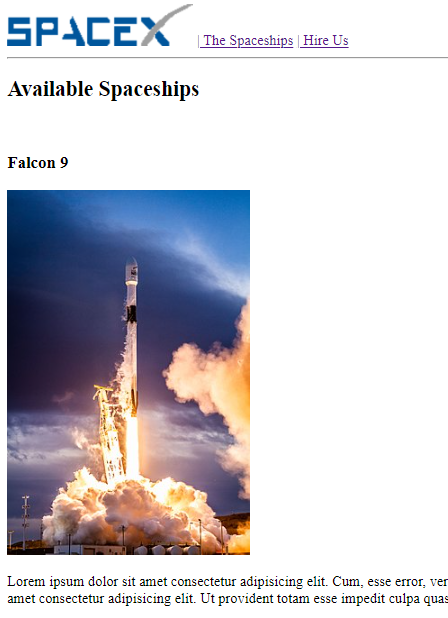 SPACEX | The Spaceships | Hire Us
Available Spaceships
Falcon 9
Lorem ipsum dolor sit amet consectetur adipisicing elit. Cum, esse error, ver
amet consectetur adipisicing elit. Ut provident totam esse impedit culpa quas